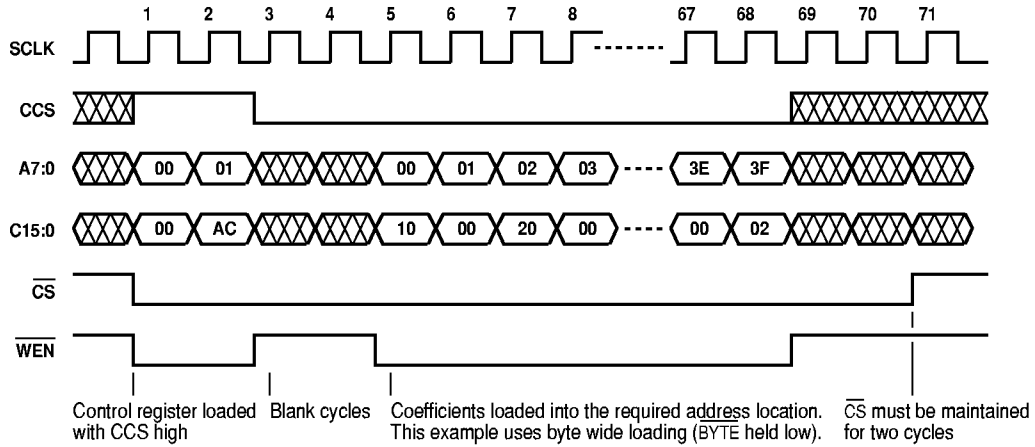 1 2 3 4 5 6 7 8 67 68 69 70 71
SCLK
CCS
A7:0 00 01 00 01 02 03 3E 3F
C15:0 00 AC 10 00 20 00 00 02
CS
WEN
Control register loaded
with CCS high
Blank cycles
Coefficients loaded into the required address location.
This example uses byte wide loading (BYTE held low).
CS must be maintained
for two cycles